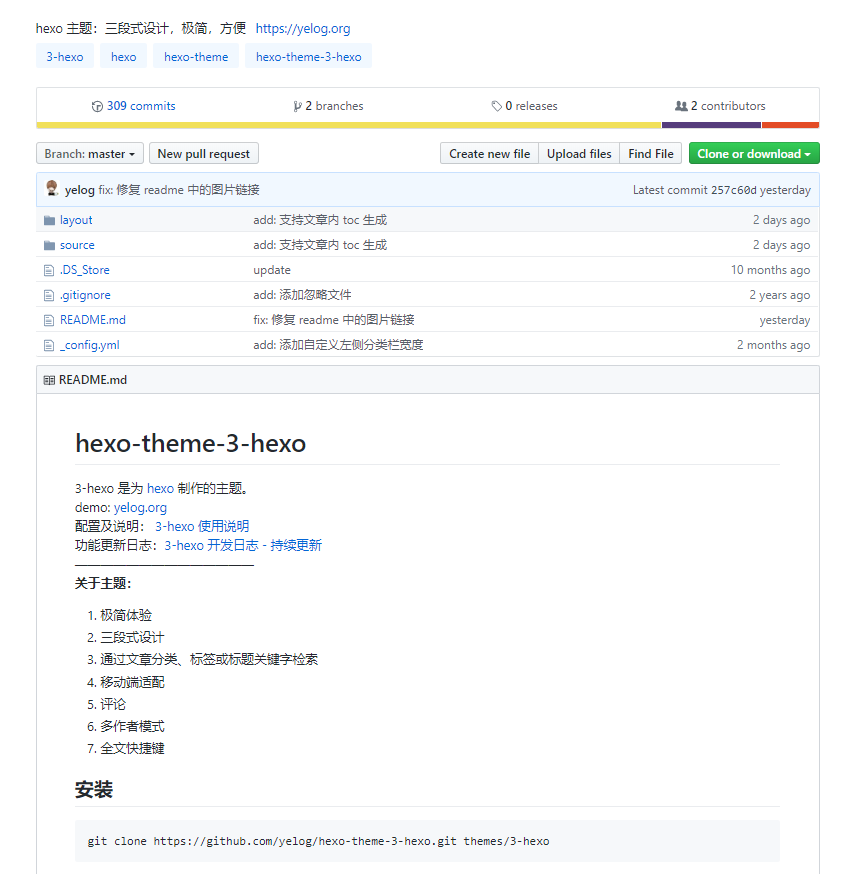 hexo 主题：三段式设计，极简，方便 https://yelog.org
3-hexo hexo hexo-theme hexo-theme-3-hexo
309 commits 2 branches 0 releases 2 contributors
Branch: master New pull request Create new file Upload files Find File Clone or download
yelog fix: 修复 readme 中的图片链接 Latest commit 257c60d yesterday
layout add: 支持文章内 toc 生成 2 days ago
source add: 支持文章内 toc 生成 2 days ago
.DS_Store update 10 months ago
.gitignore add: 添加忽略文件 2 years ago
README.md fix: 修复 readme 中的图片链接 yesterday
_config.yml add: 添加自定义左侧分类栏宽度 2 months ago
README.md
hexo-theme-3-hexo
3-hexo 是为 hexo 制作的主题。
demo: yelog.org
配置及说明： 3-hexo 使用说明
功能更新日志：3-hexo 开发日志 - 持续更新
关于主题：
1. 极简体验
2. 三段式设计
3. 通过文章分类、标签或标题关键字检索
4. 移动端适配
5. 评论
6. 多作者模式
7. 全文快捷键
安装
git clone https://github.com/yelog/hexo-theme-3-hexo.git themes/3-hexo